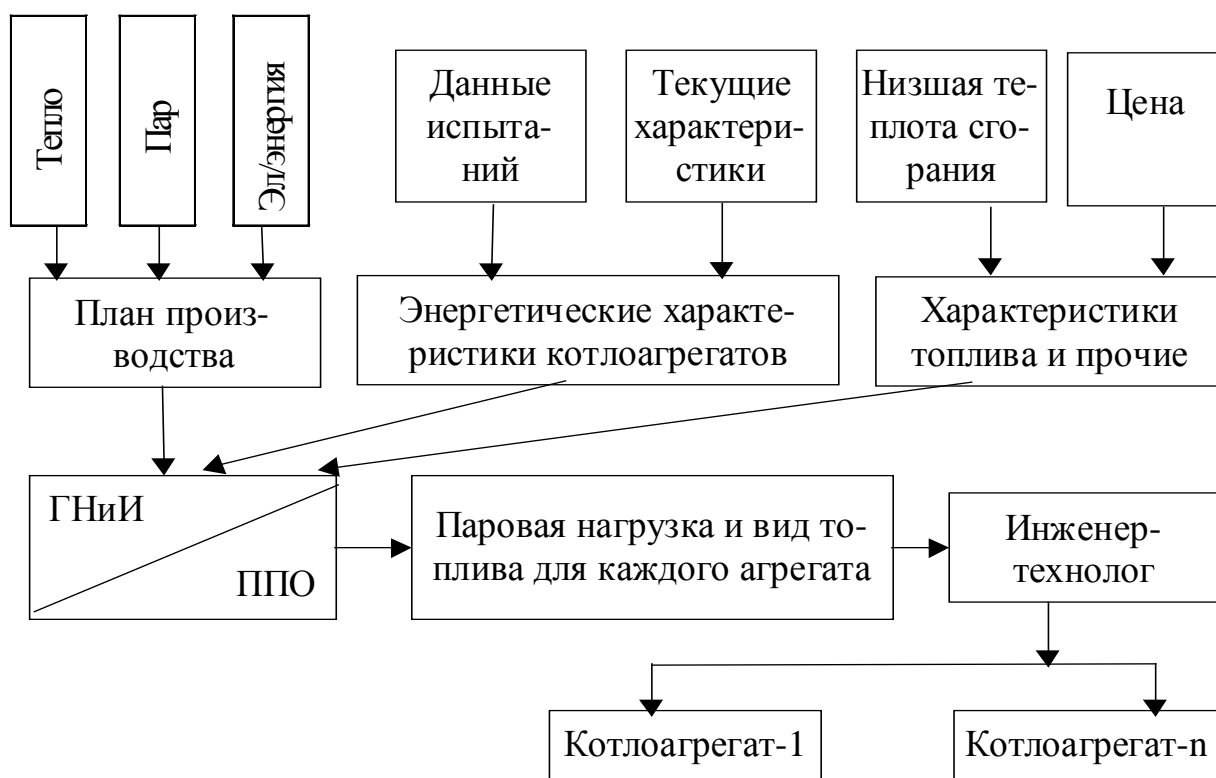 Тепло
Пар
Эл/энергия
Данные
испыта-
ний
Текущие
характери-
стики
Низшая те-
плота сго-
рания
Цена
План произ-
водства
Энергетические характе-
ристики котлоагрегатов
Характеристики
топлива и прочие
ГНиИ
ППО
Паровая нагрузка и вид то-
плива для каждого агрегата
Инженер-
технолог
Котлоагрегат-1
Котлоагрегат-n